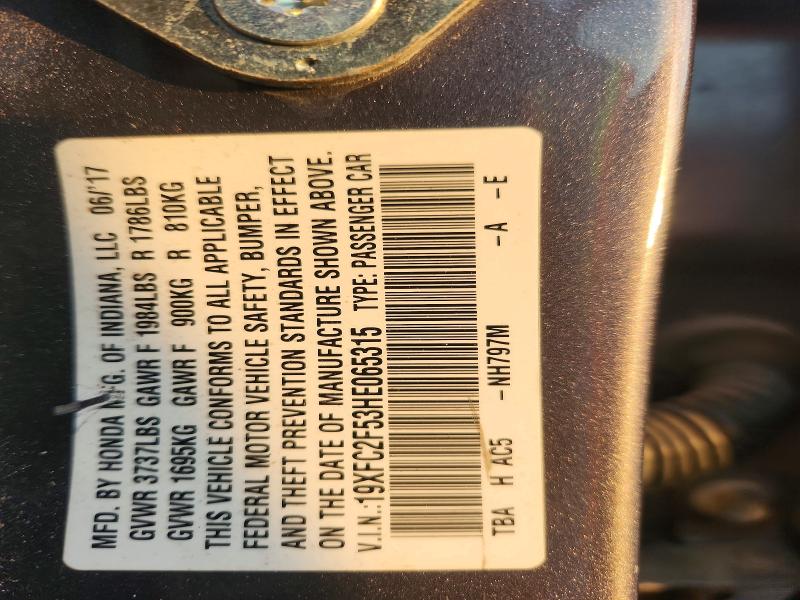 MFD. BY HONDA MFG. OF INDIANA, LLC 06/'17
GVWR 3737LBS GAWR F 1984LBS R 1786LBS
GVWR 1695KG GAWR F 900KG R 810KG
THIS VEHICLE CONFORMS TO ALL APPLICABLE
FEDERAL MOTOR VEHICLE SAFETY, BUMPER,
AND THEFT PREVENTION STANDARDS IN EFFECT
ON THE DATE OF MANUFACTURE SHOWN ABOVE.
V.I.N.:19XFC2F53HE065315 TYPE: PASSENGER CAR
TBA H AC5 -NH797M -A -E